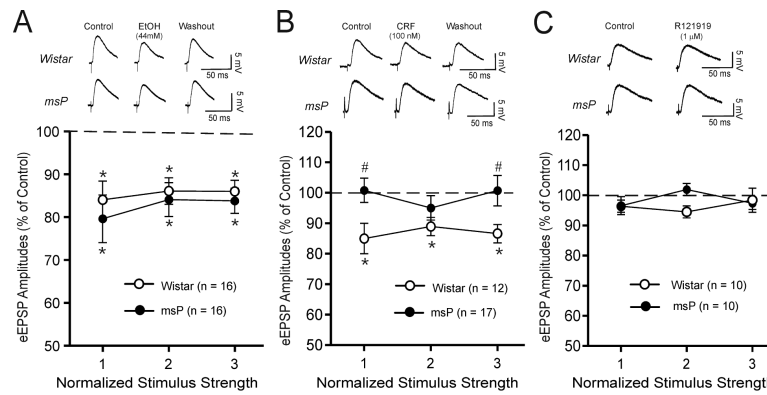 A
Control EtOH Washout
(44mM)
Wistar
5 mV
50 ms
msP
5 mV
50 ms
eEPSP Amplitudes (% of Control)
100
90
80
70
60
50
* * *
* * *
Wistar (n = 16)
msP (n = 16)
1 2 3
Normalized Stimulus Strength
B
Control CRF Washout
(100 nM)
Wistar
5 mV
50 ms
msP
5 mV
50 ms
eEPSP Amplitudes (% of Control)
120
110
100
90
80
70
60
50
# #
* * *
Wistar (n = 12)
msP (n = 17)
1 2 3
Normalized Stimulus Strength
C
Control R121919
(1 µM)
Wistar
5 mV
50 ms
msP
5 mV
50 ms
eEPSP Amplitudes (% of Control)
120
110
100
90
80
70
60
50
Wistar (n = 10)
msP (n = 10)
1 2 3
Normalized Stimulus Strength